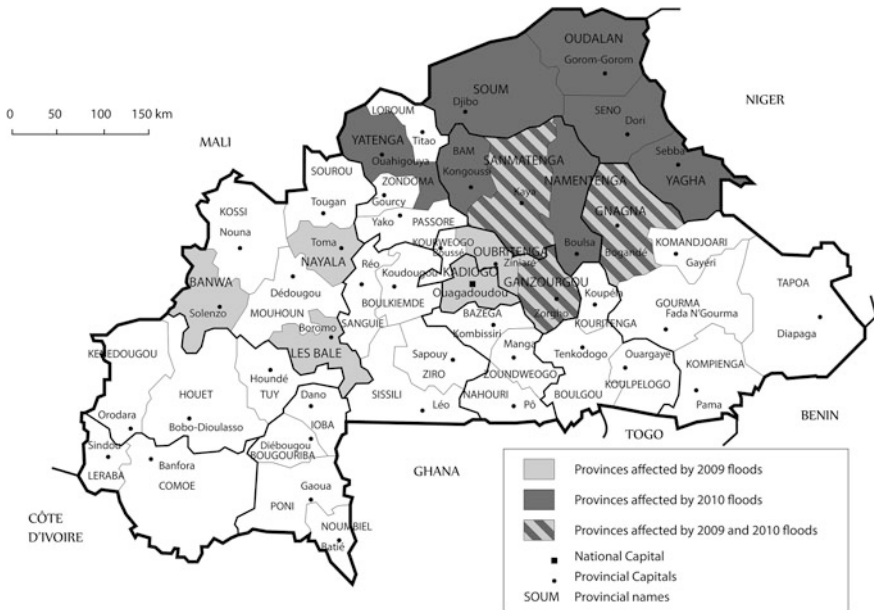 OUDALAN
Gorom-Gorom
NIGER
0 50 100 150 km
SOUM
Djibo
SENO
Dori
LOROUM
Titao
MALI
YATENGA
Ouahigouya
BAM
Kongoussi
SANMATENGA
Kaya
NAMENTENGA
Boulsa
Sebba
YAGHA
SOUROU
Tougan
ZONDOMA
Gourcy
Yako
PASSORE
GNAGNA
Bogandé
KOSSI
Nouna
Toma
NAYALA
KOURWEOGO
Boussé
OUBRITENGA
Ziniaré
KOMANDJOARI
Gayéri
BANWA
Solenzo
Dédougou
MOUHOUN
Réo
Koudougou
BOULKIEMDE
SANGUIE
KADIOGO
Ouagadoudou
GANZOURGOU
Zorgho
Koupéla
KOURITENGA
GOURMA
Fada N'Gourma
TAPOA
Diapaga
Boromo
LES BALE
BAZEGA
Kombissiri
Manga
ZOUNDWEOGO
Tenkodogo
Ouargaye
KOULPELOGO
KOMPIENGA
Pama
KENEDOUGOU
HOUET
Houndé
TUY
Sapouy
ZIRO
SISSILI
Léo
NAHOURI
Pô
BOULGOU
BENIN
TOGO
GHANA
Orodara
Bobo-Dioulasso
Dano
IOBA
Diébougou
BOUGOURIBA
Sindou
LERABA
Banfora
COMOE
Gaoua
PONI
NOUMBIEL
Batié
CÔTE
D'IVOIRE
Provinces affected by 2009 floods
Provinces affected by 2010 floods
Provinces affected by 2009 and 2010 floods
National Capital
Provincial Capitals
SOUM Provincial names